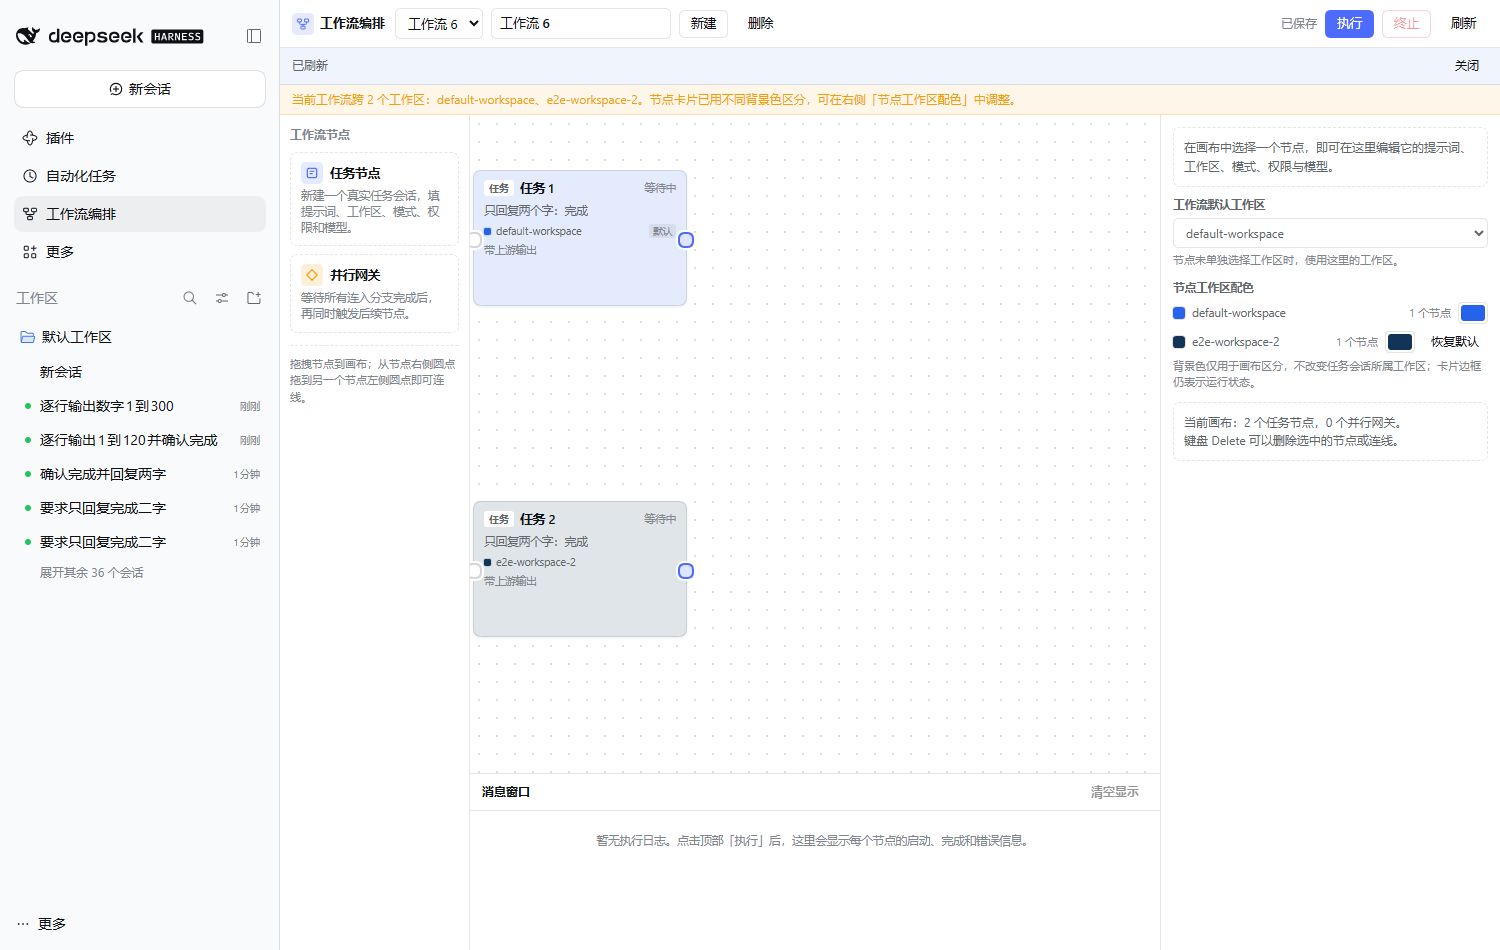 deepseek HARNESS
新会话
插件
自动化任务
工作流编排
更多
工作区
默认工作区
新会话
逐行输出数字1到300 刚刚
逐行输出1到120并确认完成 刚刚
确认完成并回复两字 1分钟
要求只回复完成二字 1分钟
要求只回复完成二字 1分钟
展开其余 36 个会话
更多
工作流编排 工作流 6 工作流 6 新建 删除 已保存 执行 终止 刷新
已刷新 关闭
当前工作流跨 2 个工作区：default-workspace、e2e-workspace-2。节点卡片已用不同背景色区分，可在右侧「节点工作区配色」中调整。
工作流节点
任务节点
新建一个真实任务会话，填
提示词、工作区、模式、权
限和模型。
并行网关
等待所有连入分支完成后，
再同时触发后续节点。
拖拽节点到画布；从节点右侧圆点
拖到另一个节点左侧圆点即可连
线。
任务 任务 1 等待中
只回复两个字：完成
default-workspace 默认
带上游输出
任务 任务 2 等待中
只回复两个字：完成
e2e-workspace-2
带上游输出
消息窗口 清空显示
暂无执行日志。点击顶部「执行」后，这里会显示每个节点的启动、完成和错误信息。
在画布中选择一个节点，即可在这里编辑它的提示词、
工作区、模式、权限与模型。
工作流默认工作区
default-workspace
节点未单独选择工作区时，使用这里的工作区。
节点工作区配色
default-workspace 1 个节点
e2e-workspace-2 1 个节点 恢复默认
背景色仅用于画布区分，不改变任务会话所属工作区；卡片边框
仍表示运行状态。
当前画布：2 个任务节点，0 个并行网关。
键盘 Delete 可以删除选中的节点或连线。